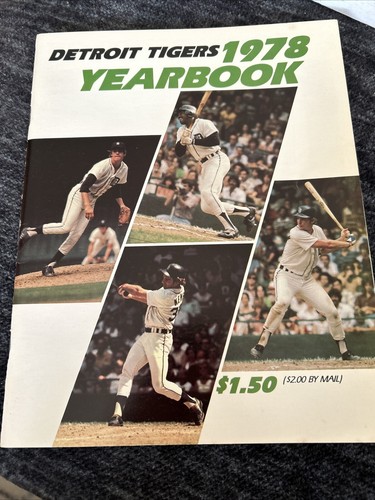 DETROIT TIGERS 1978
YEARBOOK
$1.50 ($2.00 BY MAIL)